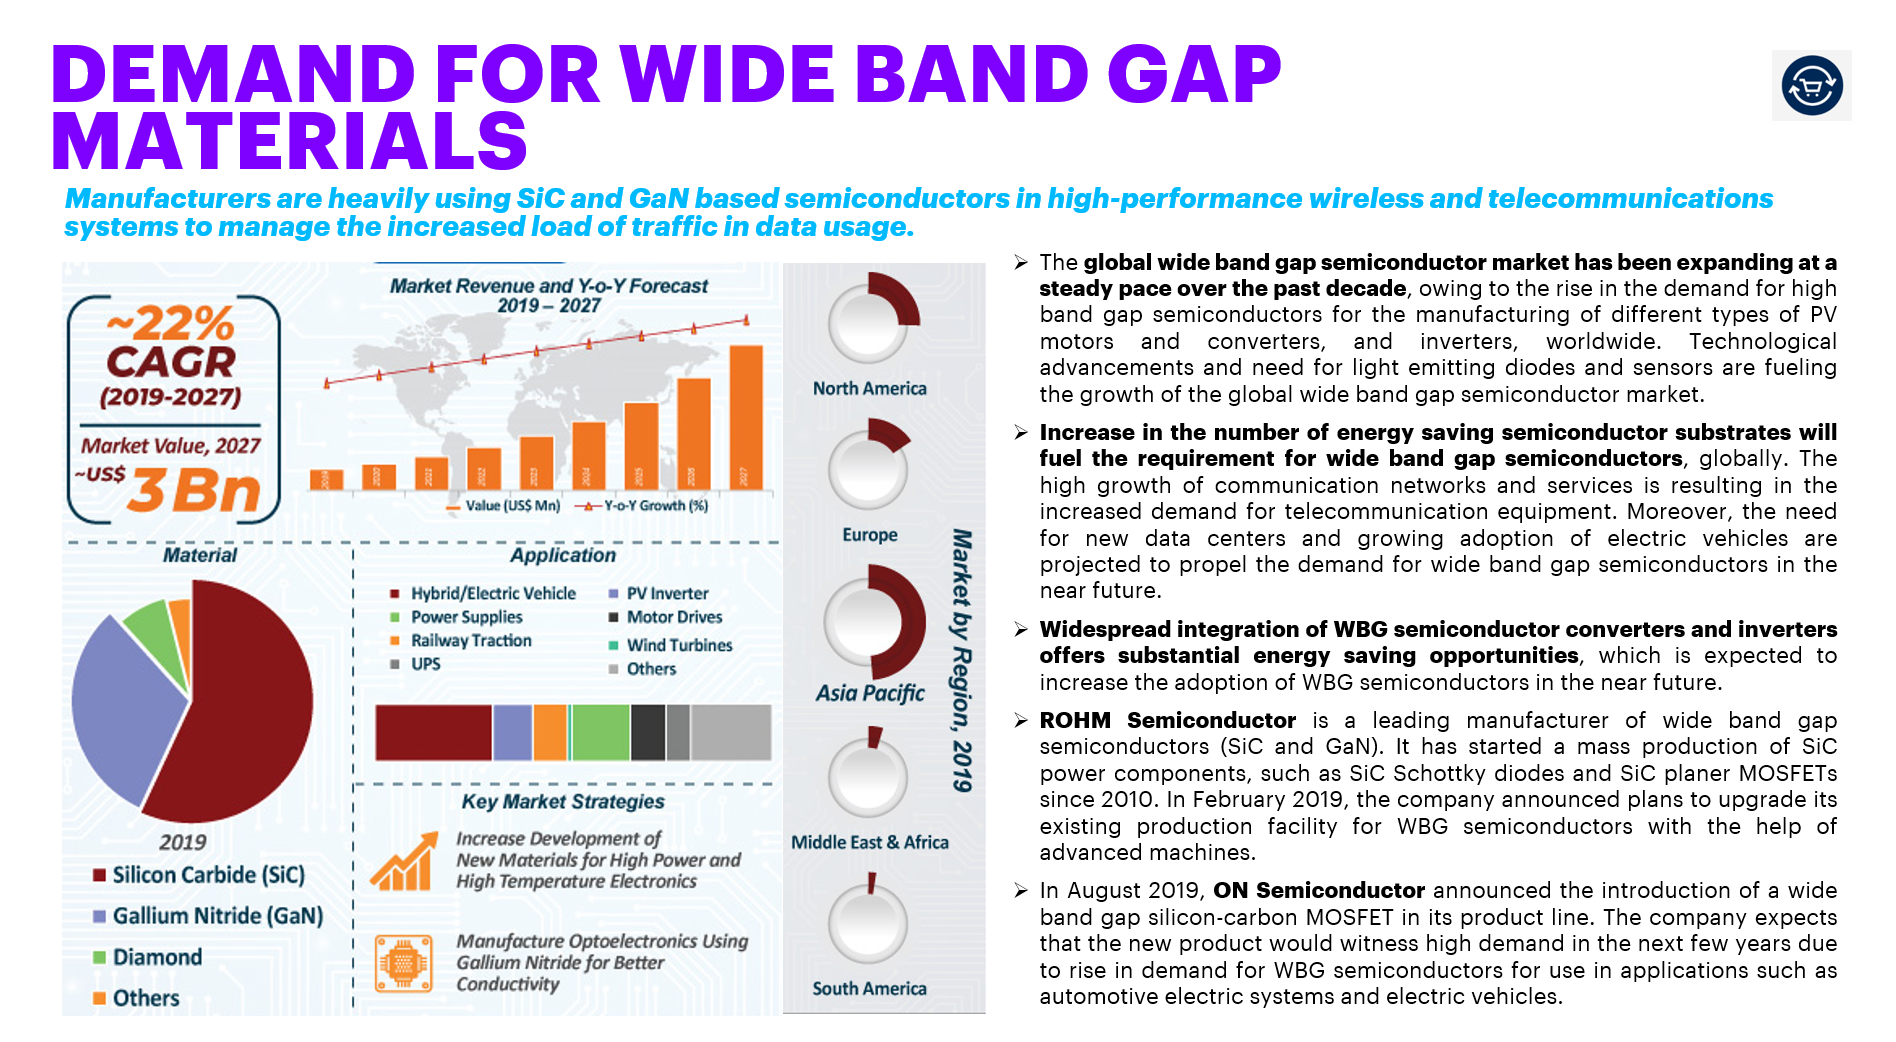 DEMAND FOR WIDE BAND GAP
MATERIALS
Manufacturers are heavily using SiC and GaN based semiconductors in high-performance wireless and telecommunications
systems to manage the increased load of traffic in data usage.
~22%
CAGR
(2019-2027)
Market Value, 2027
~US$ 3 Bn
Market Revenue and Y-o-Y Forecast
2019 – 2027
2019
2020
2021
2022
2023
2024
2025
2026
2027
Value (US$ Mn)
Y-o-Y Growth (%)
Material
2019
Silicon Carbide (SiC)
Gallium Nitride (GaN)
Diamond
Others
Application
Hybrid/Electric Vehicle
Power Supplies
Railway Traction
UPS
PV Inverter
Motor Drives
Wind Turbines
Others
Key Market Strategies
Increase Development of
New Materials for High Power and
High Temperature Electronics
Manufacture Optoelectronics Using
Gallium Nitride for Better
Conductivity
North America
Europe
Asia Pacific
Middle East & Africa
South America
Market by Region, 2019
The global wide band gap semiconductor market has been expanding at a
steady pace over the past decade, owing to the rise in the demand for high
band gap semiconductors for the manufacturing of different types of PV
motors and converters, and inverters, worldwide. Technological
advancements and need for light emitting diodes and sensors are fueling
the growth of the global wide band gap semiconductor market.
Increase in the number of energy saving semiconductor substrates will
fuel the requirement for wide band gap semiconductors, globally. The
high growth of communication networks and services is resulting in the
increased demand for telecommunication equipment. Moreover, the need
for new data centers and growing adoption of electric vehicles are
projected to propel the demand for wide band gap semiconductors in the
near future.
Widespread integration of WBG semiconductor converters and inverters
offers substantial energy saving opportunities, which is expected to
increase the adoption of WBG semiconductors in the near future.
ROHM Semiconductor is a leading manufacturer of wide band gap
semiconductors (SiC and GaN). It has started a mass production of SiC
power components, such as SiC Schottky diodes and SiC planer MOSFETs
since 2010. In February 2019, the company announced plans to upgrade its
existing production facility for WBG semiconductors with the help of
advanced machines.
In August 2019, ON Semiconductor announced the introduction of a wide
band gap silicon-carbon MOSFET in its product line. The company expects
that the new product would witness high demand in the next few years due
to rise in demand for WBG semiconductors for use in applications such as
automotive electric systems and electric vehicles.